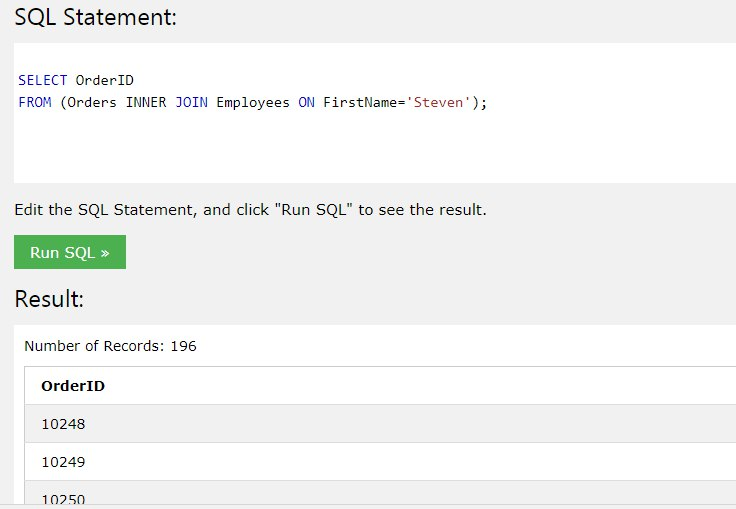 SQL Statement:
SELECT OrderID
FROM (Orders INNER JOIN Employees ON FirstName='Steven');
Edit the SQL Statement, and click "Run SQL" to see the result.
Run SQL »
Result:
Number of Records: 196
OrderID
10248
10249
10250